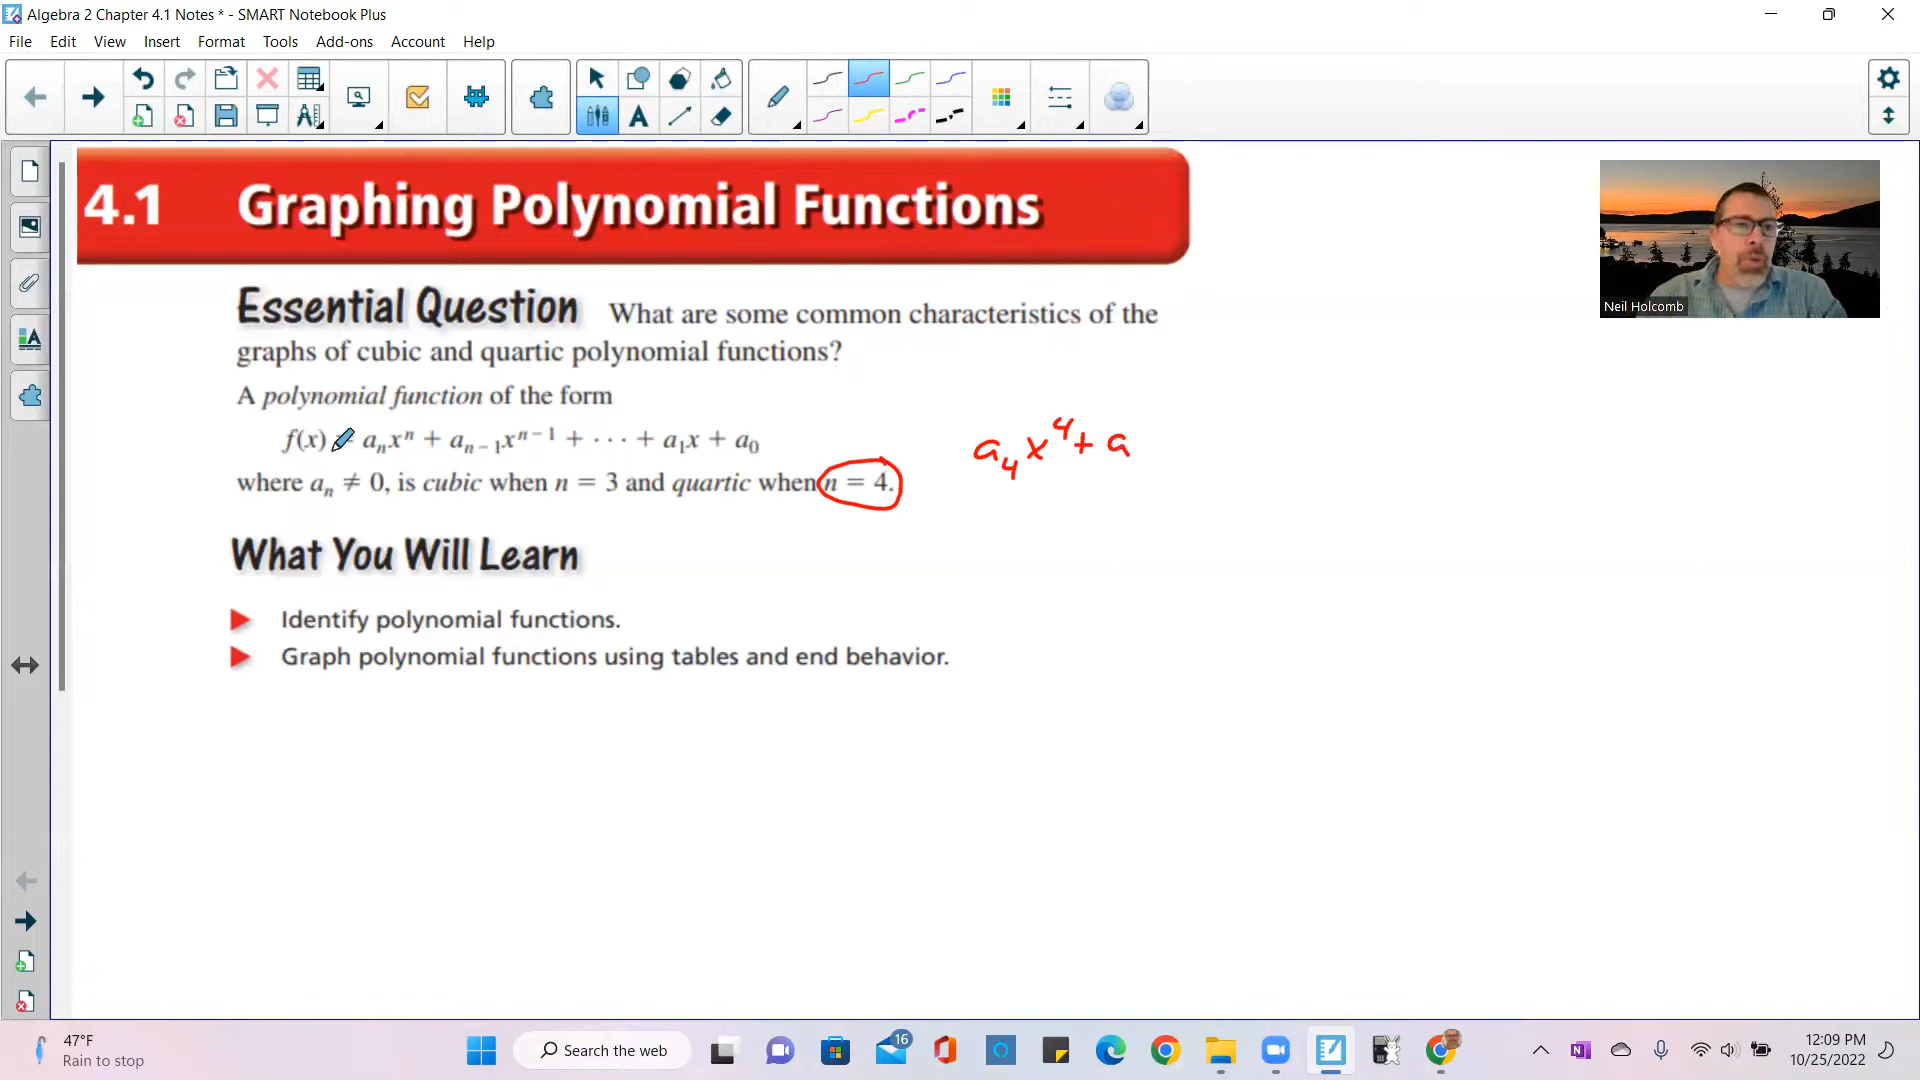 Algebra 2 Chapter 4.1 Notes * - SMART Notebook Plus
File Edit View Insert Format Tools Add-ons Account Help
4.1 Graphing Polynomial Functions
Neil Holcomb
Essential Question What are some common characteristics of the
graphs of cubic and quartic polynomial functions?
A polynomial function of the form
f(x) = aₙxⁿ + aₙ₋₁xⁿ⁻¹ + · · · + a₁x + a₀
a₄x⁴ + a
where aₙ ≠ 0, is cubic when n = 3 and quartic when n = 4.
What You Will Learn
Identify polynomial functions.
Graph polynomial functions using tables and end behavior.
47°F
Rain to stop
Search the web
16
12:09 PM
10/25/2022